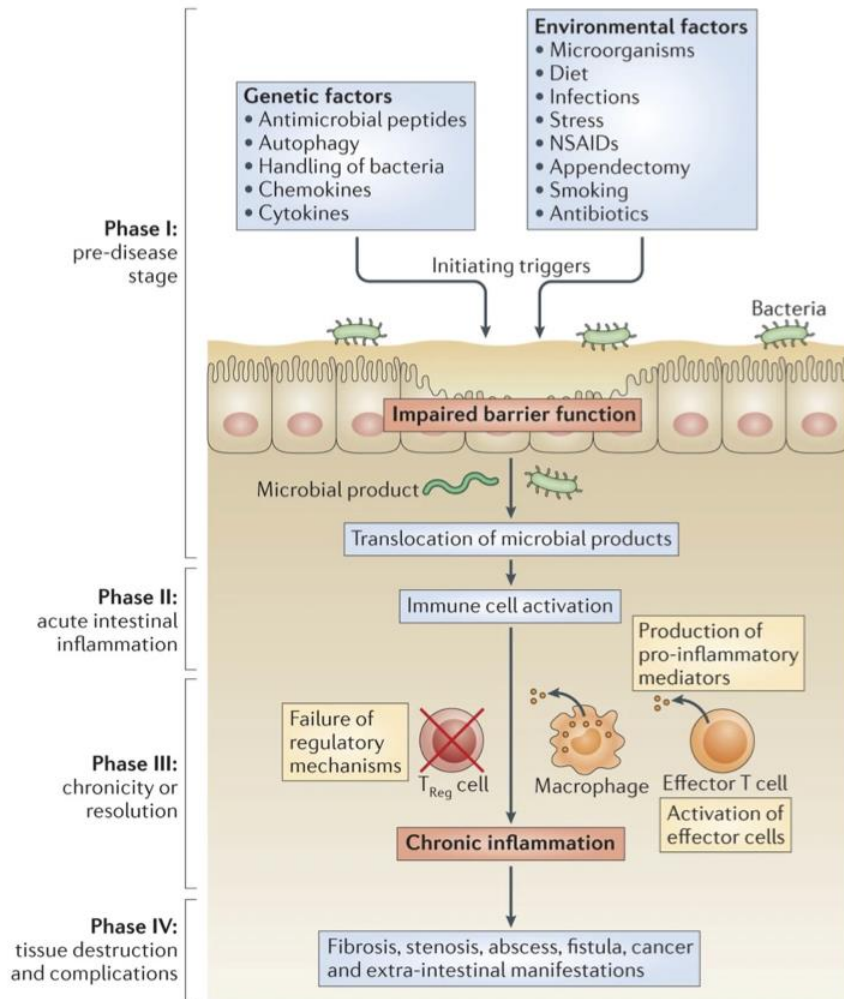 Environmental factors
• Microorganisms
• Diet
• Infections
• Stress
• NSAIDs
• Appendectomy
• Smoking
• Antibiotics
Genetic factors
• Antimicrobial peptides
• Autophagy
• Handling of bacteria
• Chemokines
• Cytokines
Phase I:
pre-disease
stage
Initiating triggers
Bacteria
Impaired barrier function
Microbial product
Translocation of microbial products
Phase II:
acute intestinal
inflammation
Immune cell activation
Production of
pro-inflammatory
mediators
Phase III:
chronicity or
resolution
Failure of
regulatory
mechanisms
TReg cell
Macrophage
Effector T cell
Activation of
effector cells
Chronic inflammation
Phase IV:
tissue destruction
and complications
Fibrosis, stenosis, abscess, fistula, cancer
and extra-intestinal manifestations